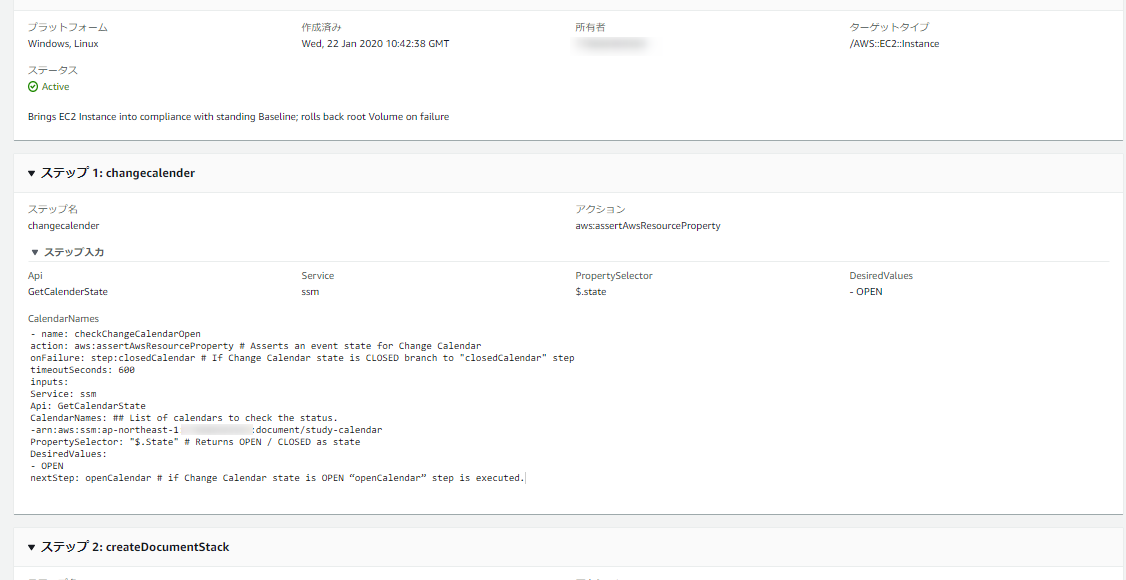 プラットフォーム 作成済み 所有者 ターゲットタイプ
Windows, Linux Wed, 22 Jan 2020 10:42:38 GMT /AWS::EC2::Instance
ステータス
Active
Brings EC2 Instance into compliance with standing Baseline; rolls back root Volume on failure
▼ ステップ 1: changecalender
ステップ名 アクション
changecalender aws:assertAwsResourceProperty
▼ ステップ入力
Api Service PropertySelector DesiredValues
GetCalenderState ssm $.state - OPEN
CalendarNames
- name: checkChangeCalendarOpen
action: aws:assertAwsResourceProperty # Asserts an event state for Change Calendar
onFailure: step:closedCalendar # If Change Calendar state is CLOSED branch to "closedCalendar" step
timeoutSeconds: 600
inputs:
Service: ssm
Api: GetCalendarState
CalendarNames: ## List of calendars to check the status.
-arn:aws:ssm:ap-northeast-1 :document/study-calendar
PropertySelector: "$.State" # Returns OPEN / CLOSED as state
DesiredValues:
- OPEN
nextStep: openCalendar # if Change Calendar state is OPEN “openCalendar” step is executed.
▼ ステップ 2: createDocumentStack